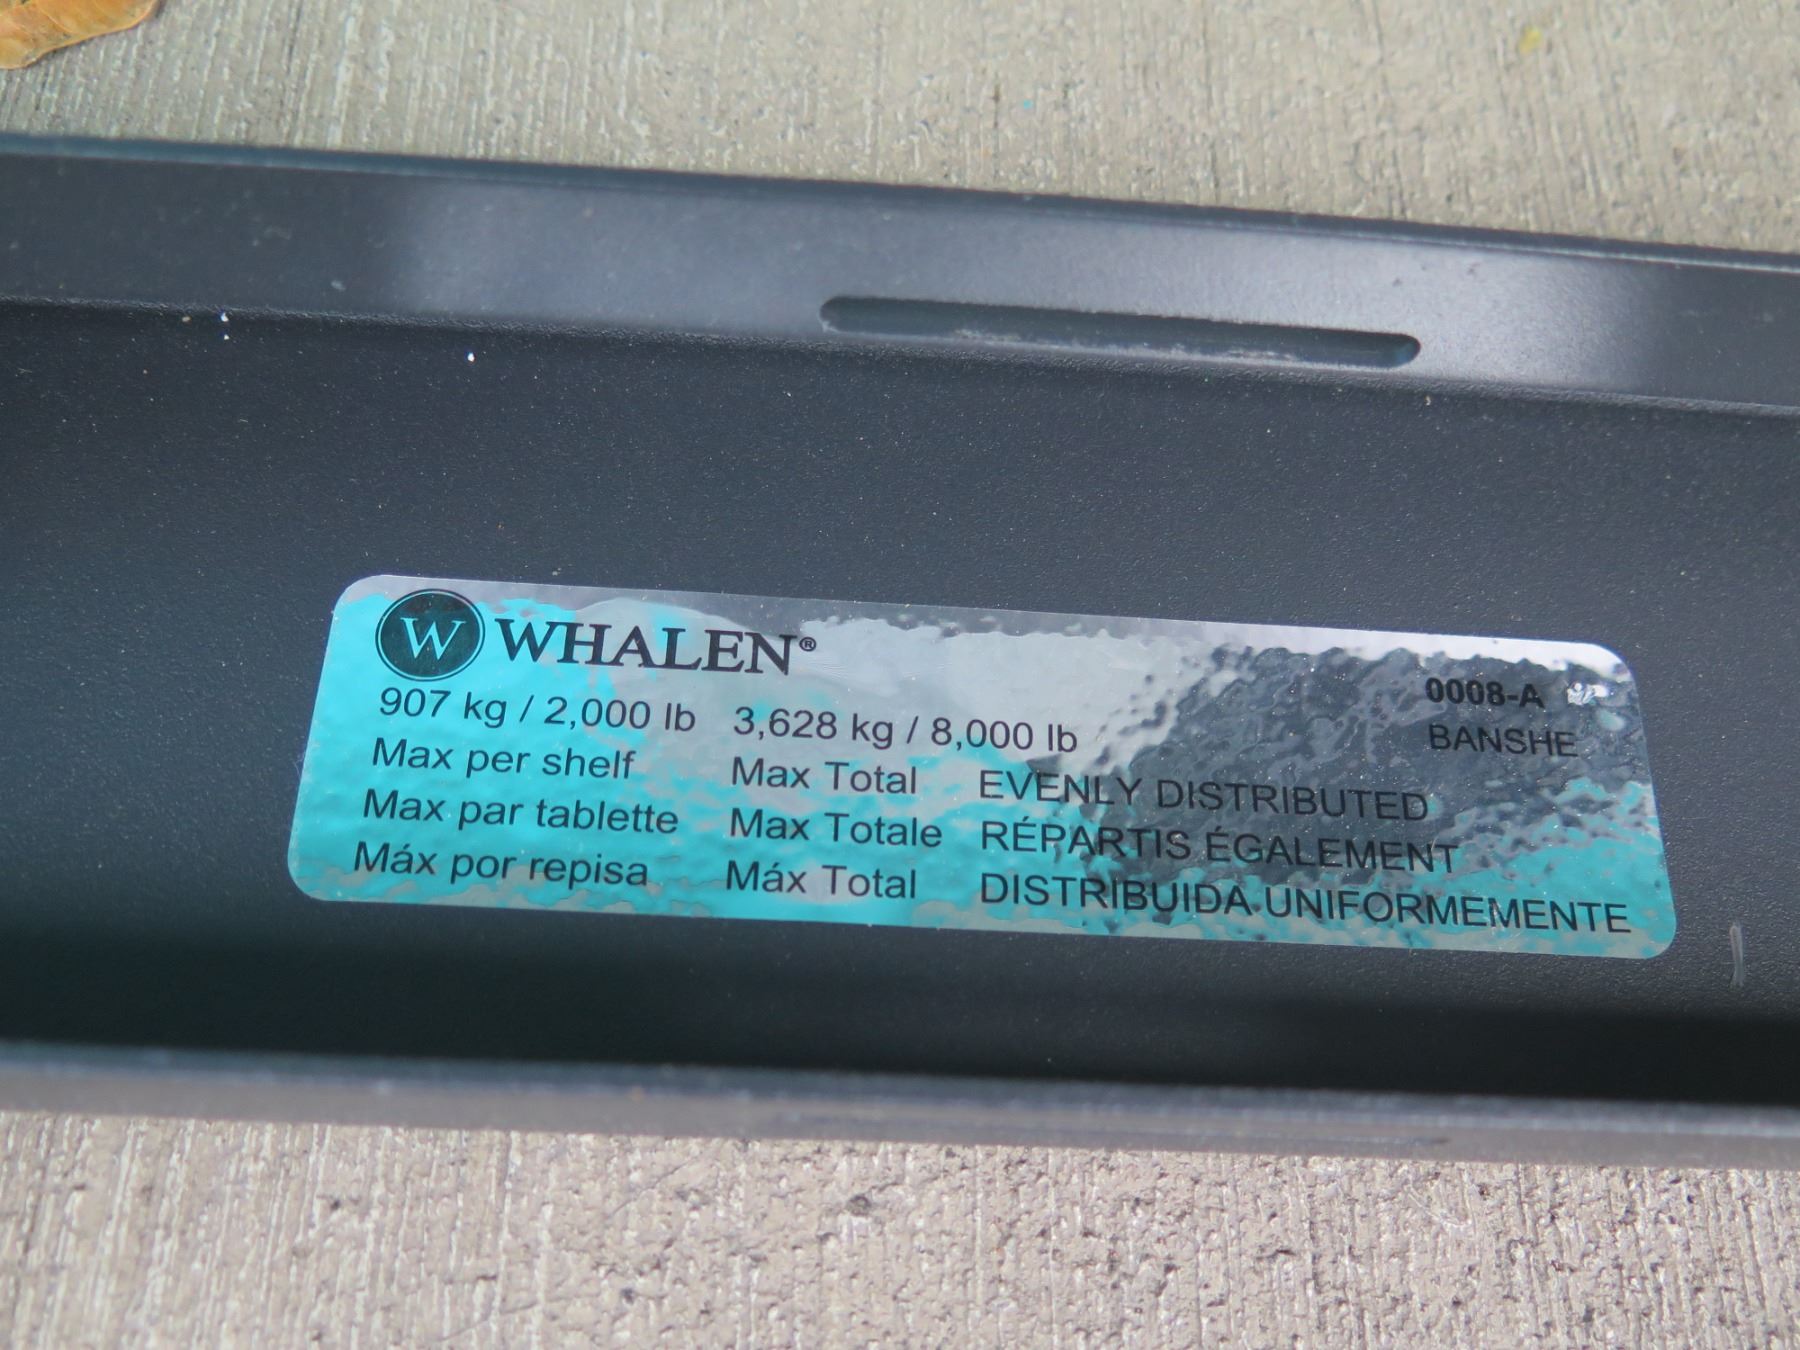 W WHALEN®
0008-A
BANSHE
907 kg / 2,000 lb 3,628 kg / 8,000 lb
Max per shelf Max Total EVENLY DISTRIBUTED
Max par tablette Max Totale RÉPARTIS ÉGALEMENT
Máx por repisa Máx Total DISTRIBUIDA UNIFORMEMENTE